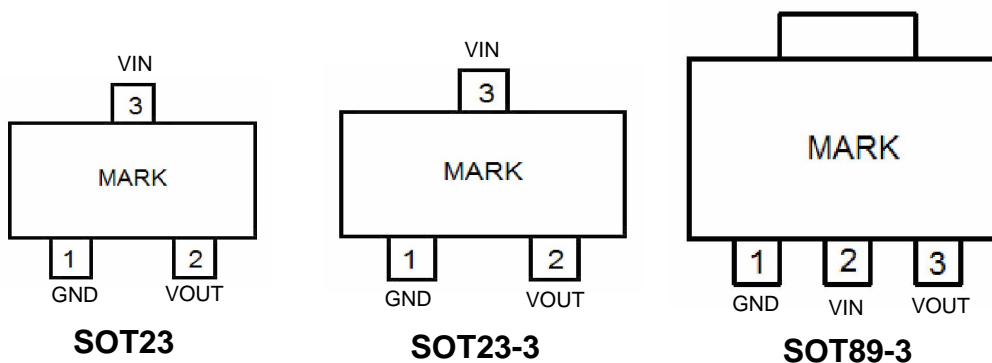 VIN
3
MARK
1
2
GND
VOUT
SOT23
VIN
3
MARK
1
2
GND
VOUT
SOT23-3
MARK
1
2
3
GND
VIN
VOUT
SOT89-3